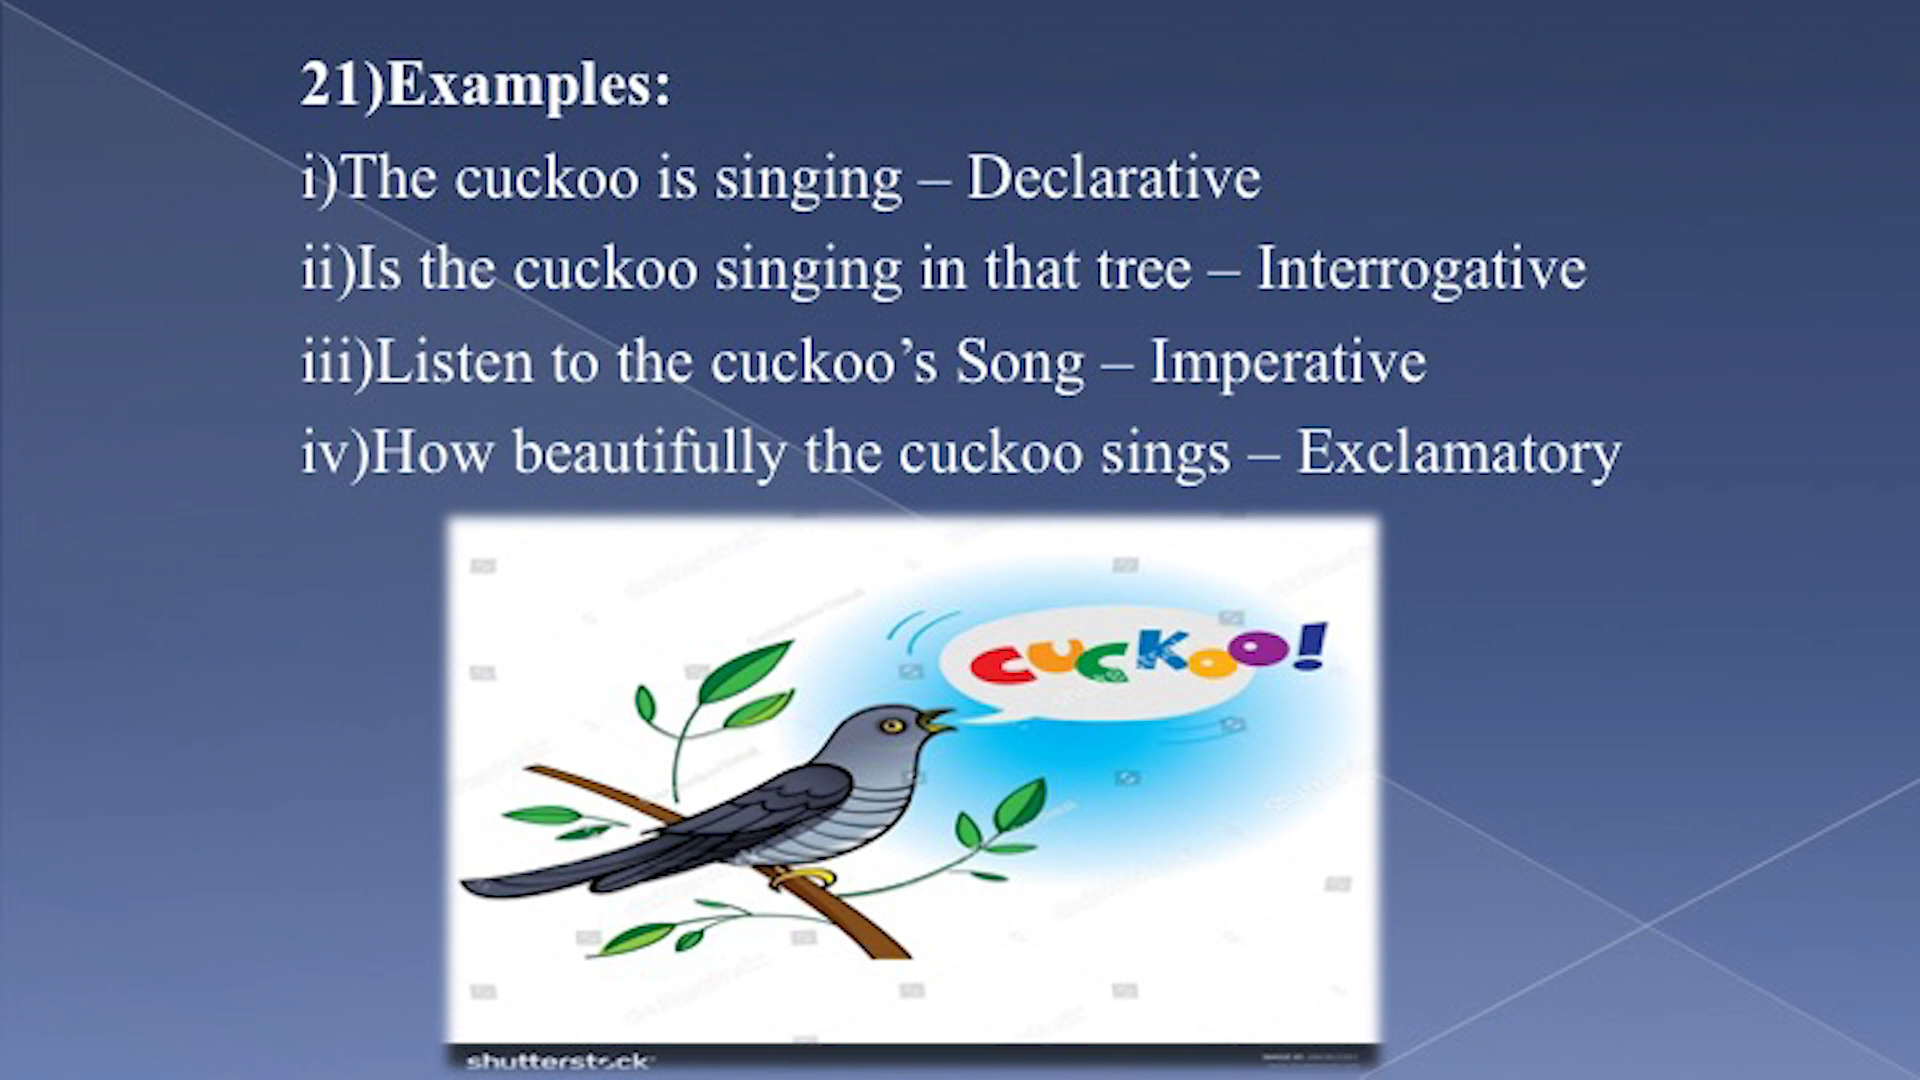 21)Examples:
i)The cuckoo is singing – Declarative
ii)Is the cuckoo singing in that tree – Interrogative
iii)Listen to the cuckoo’s Song – Imperative
iv)How beautifully the cuckoo sings – Exclamatory
cuckoo!
shutterstock